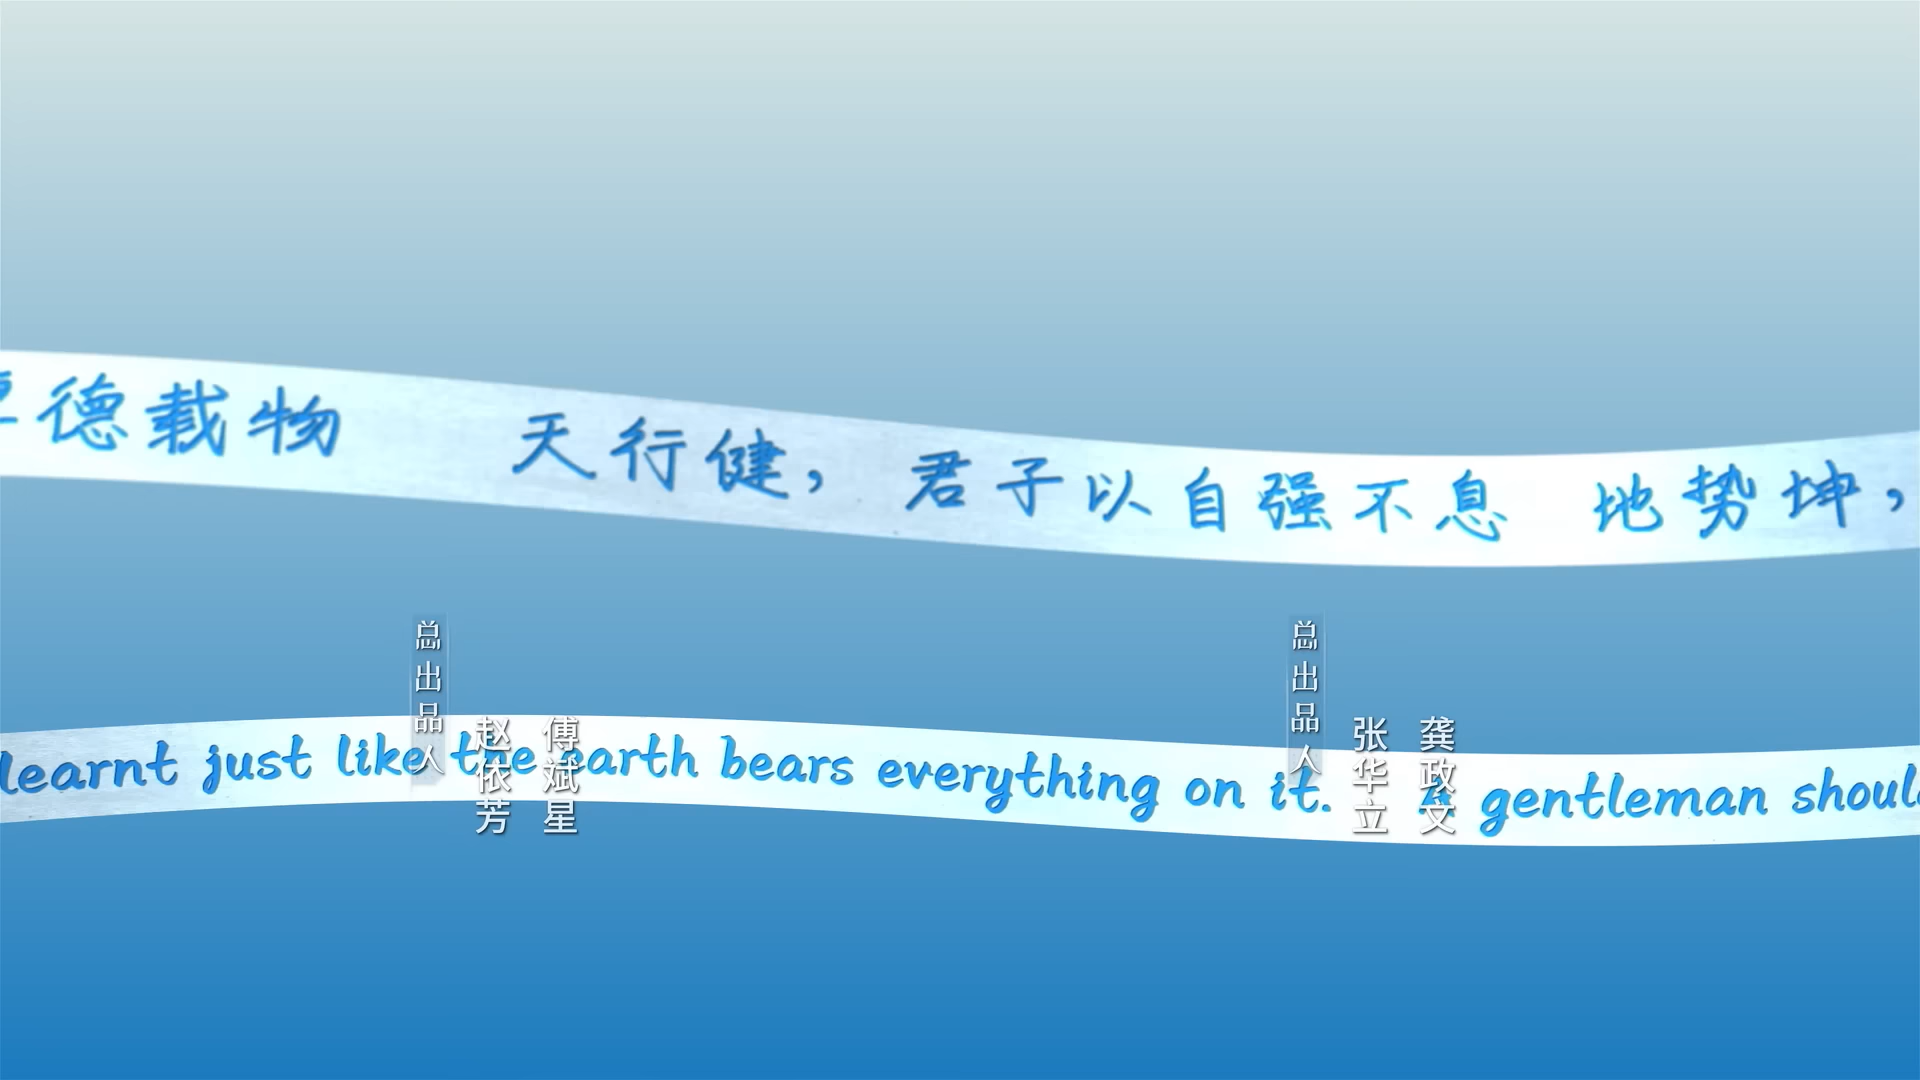 德载物 天行健，君子以自强不息 地势坤，
总出品人
赵依芳
傅斌星
总出品人
张华立
龚政文
learnt just like the earth bears everything on it. A gentleman